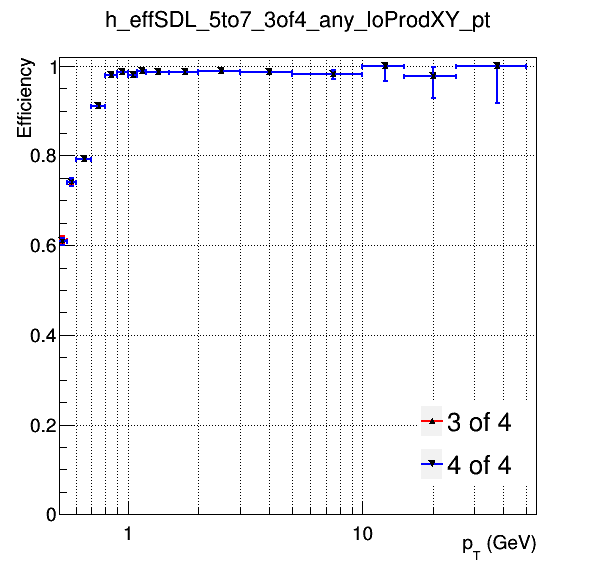 h_effSDL_5to7_3of4_any_loProdXY_pt
Efficiency
1
0.8
0.6
0.4
0.2
0
3 of 4
4 of 4
1
10
p_T (GeV)